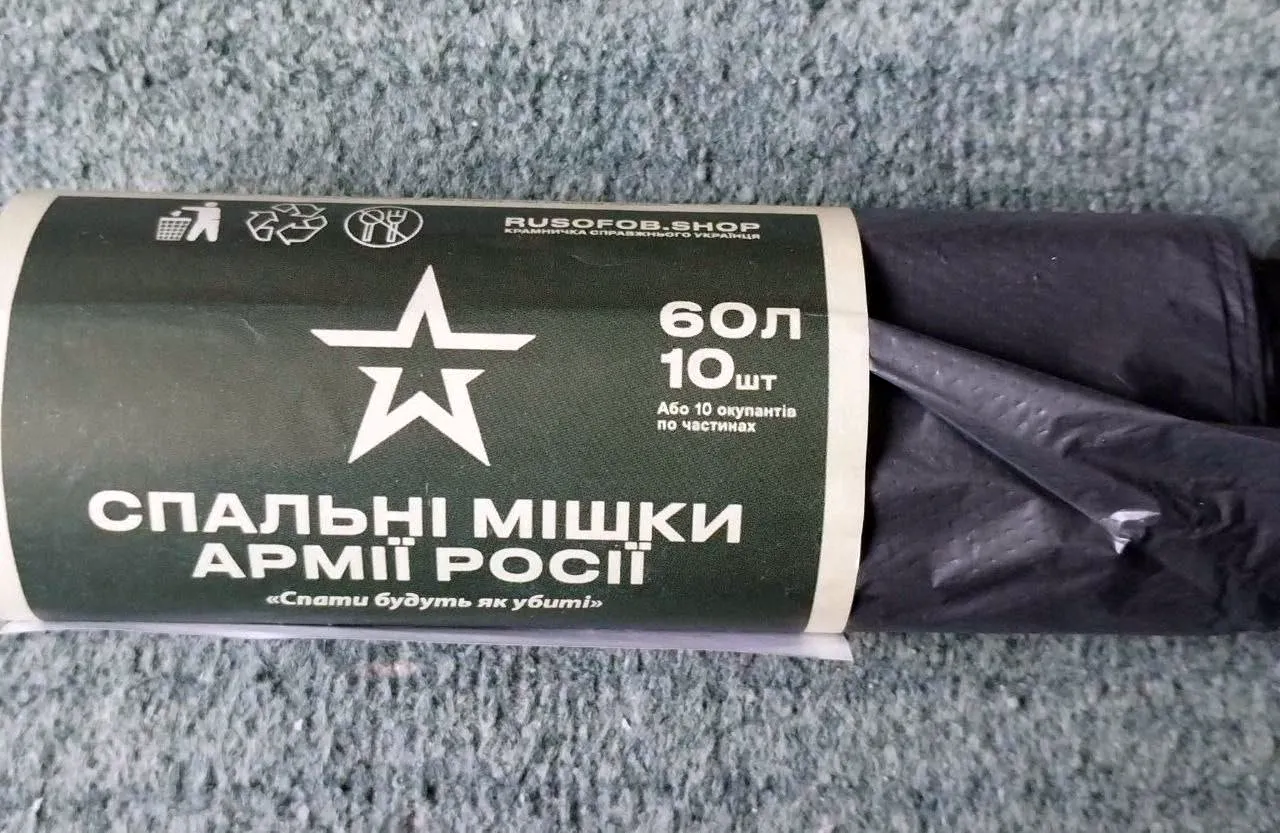 RUSOFOB.SHOP
КРАМНИЧКА СПРАВЖНЬОГО УКРАЇНЦЯ
60Л
10шт
Або 10 окупантів
по частинах
СПАЛЬНІ МІШКИ
АРМІЇ РОСІЇ
«Спати будуть як убиті»